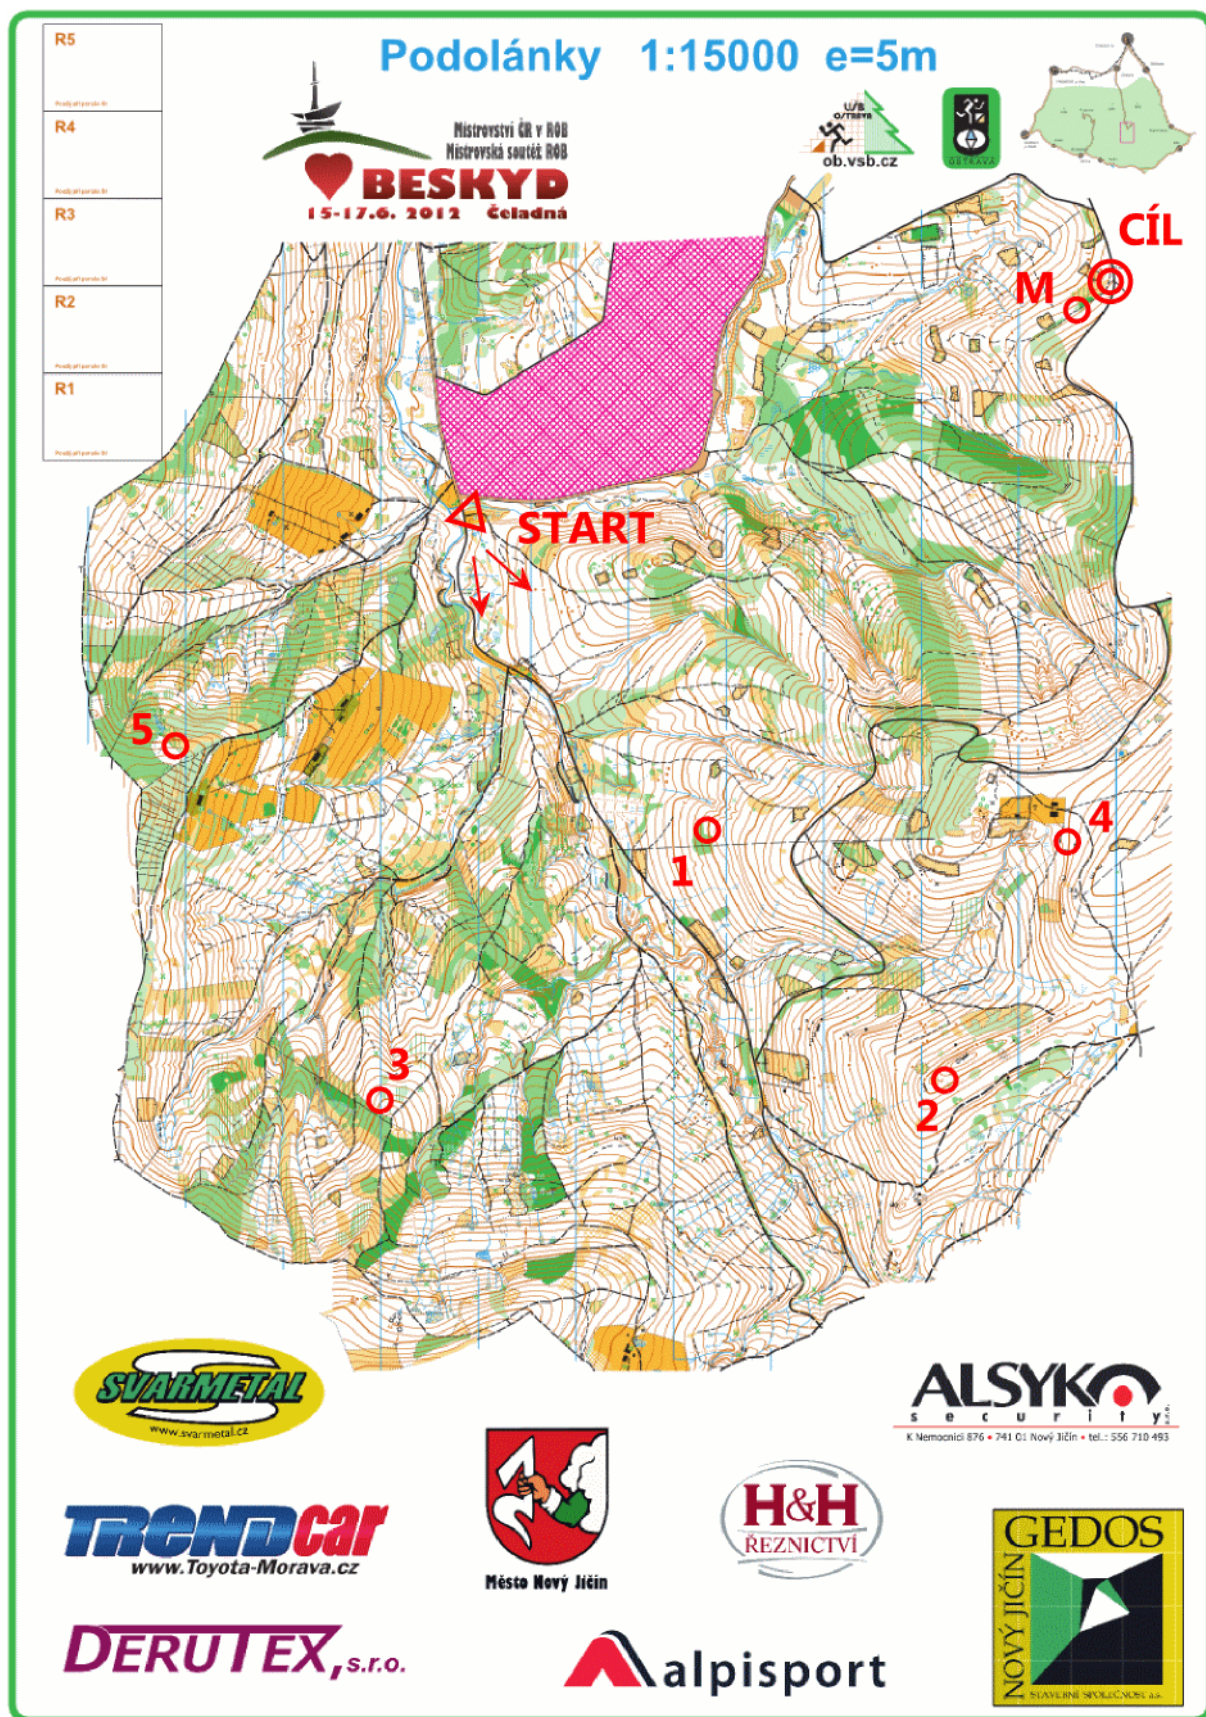 R5
R4
R3
R2
R1
Podolánky 1:15000 e=5m
Mistrovství ČR v ROB
Mistrovská soutěž ROB
BESKYD
15-17.6. 2012 Čeladná
VŠB
OSTRAVA
ob.vsb.cz
OSTRAVA
CÍL
M
START
5
4
1
3
2
SVARMETAL
www.svarmetal.cz
ALSYKO
security s.r.o.
K Nemocnici 876 • 741 01 Nový Jičín • tel.: 556 710 493
TRENDcar
www.Toyota-Morava.cz
Město Nový Jičín
H&H
ŘEZNICTVÍ
GEDOS
NOVÝ JIČÍN
STAVEBNÍ SPOLEČNOST a.s.
DERUTEX, s.r.o.
alpisport